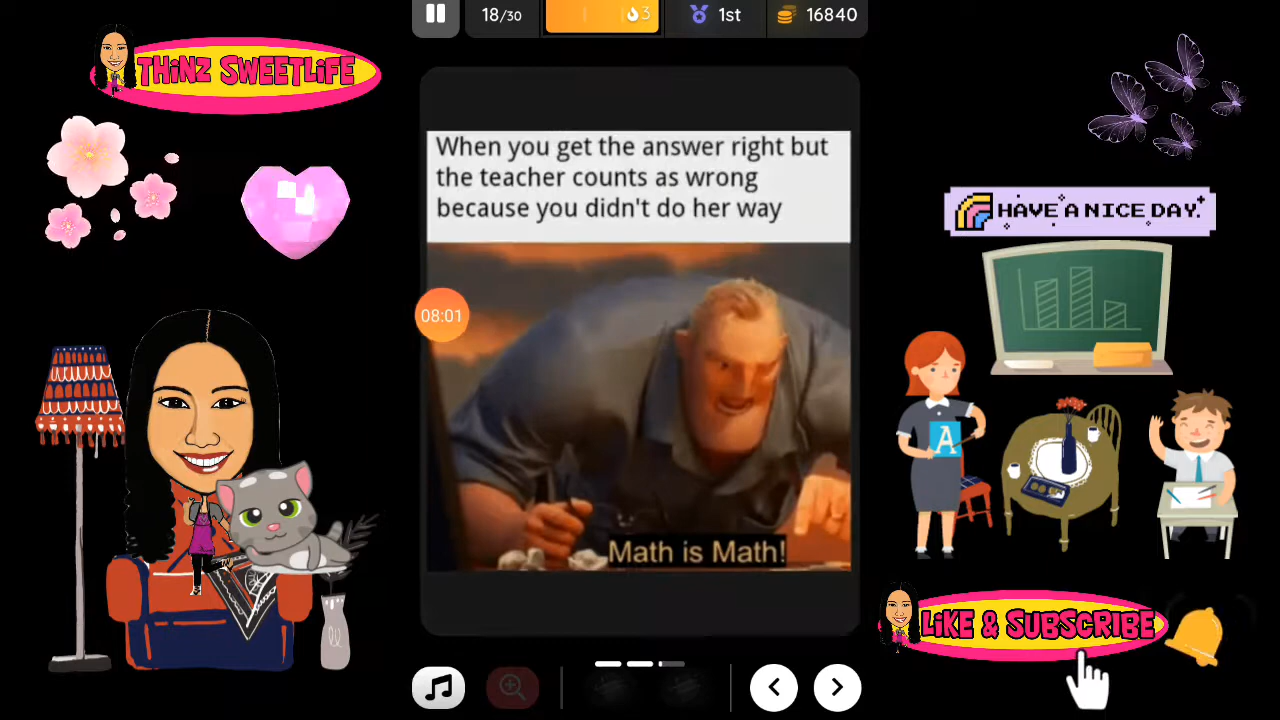 18/30
3
1st
16840
THiNZ SWEETLiFE
When you get the answer right but
the teacher counts as wrong
because you didn't do her way
HAVE A NICE DAY.
08:01
A
Math is Math!
LiKE & SUBSCRiBE